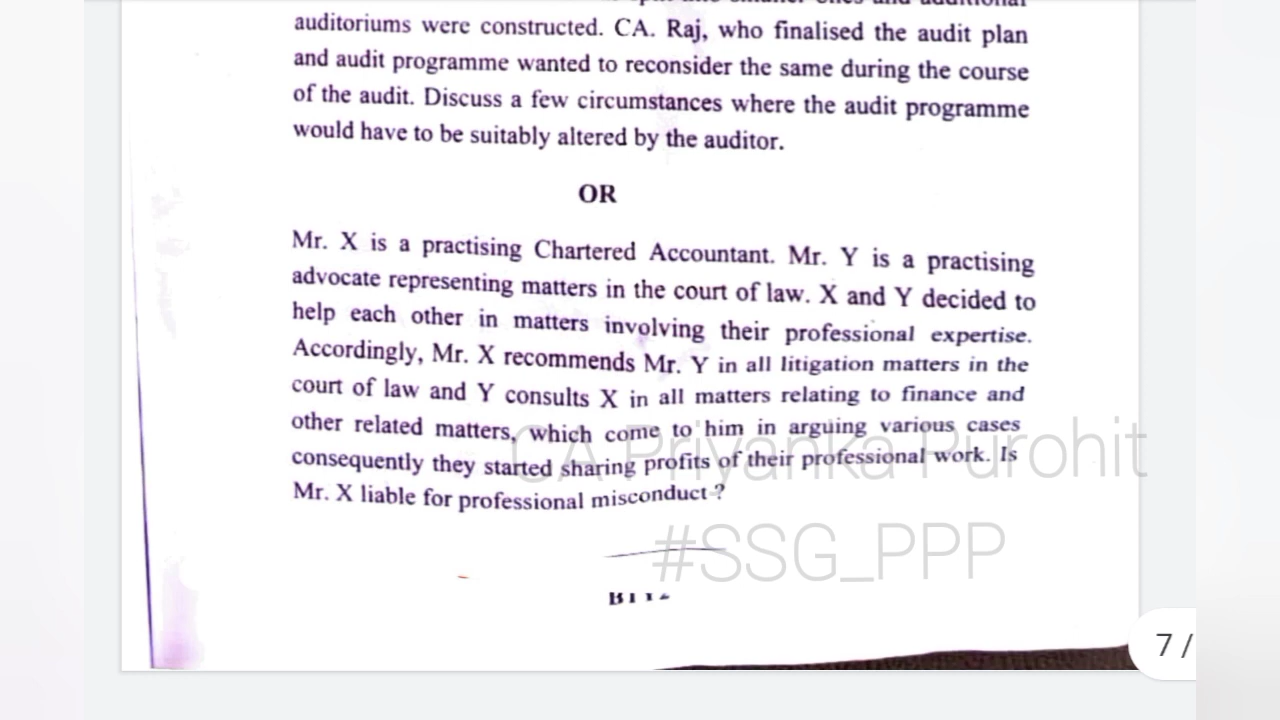 auditoriums were constructed. CA. Raj, who finalised the audit plan
and audit programme wanted to reconsider the same during the course
of the audit. Discuss a few circumstances where the audit programme
would have to be suitably altered by the auditor.
OR
Mr. X is a practising Chartered Accountant. Mr. Y is a practising
advocate representing matters in the court of law. X and Y decided to
help each other in matters involving their professional expertise.
Accordingly, Mr. X recommends Mr. Y in all litigation matters in the
court of law and Y consults X in all matters relating to finance and
other related matters, which come to him in arguing various cases
consequently they started sharing profits of their professional work. Is
Mr. X liable for professional misconduct ?
CA Priyanka Purohit
#SSG_PPP
7 /